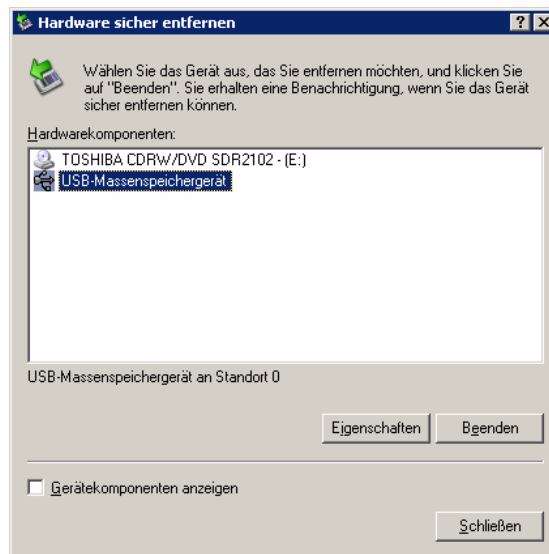 Hardware sicher entfernen
Wählen Sie das Gerät aus, das Sie entfernen möchten, und klicken Sie
auf "Beenden". Sie erhalten eine Benachrichtigung, wenn Sie das Gerät
sicher entfernen können.
Hardwarekomponenten:
TOSHIBA CDRW/DVD SDR2102 - (E:)
USB-Massenspeichergerät
USB-Massenspeichergerät an Standort 0
Eigenschaften Beenden
Gerätekomponenten anzeigen
Schließen